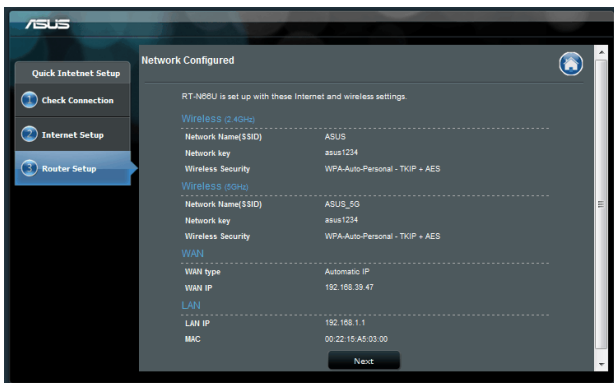 ASUS
Quick Internet Setup
1 Check Connection
2 Internet Setup
3 Router Setup
Network Configured
RT-N66U is set up with these Internet and wireless settings.
Wireless (2.4GHz)
Network Name(SSID) ASUS
Network key asus1234
Wireless Security WPA-Auto-Personal - TKIP + AES
Wireless (5GHz)
Network Name(SSID) ASUS_5G
Network key asus1234
Wireless Security WPA-Auto-Personal - TKIP + AES
WAN
WAN type Automatic IP
WAN IP 192.168.39.47
LAN
LAN IP 192.168.1.1
MAC 00:22:15:A5:03:00
Next